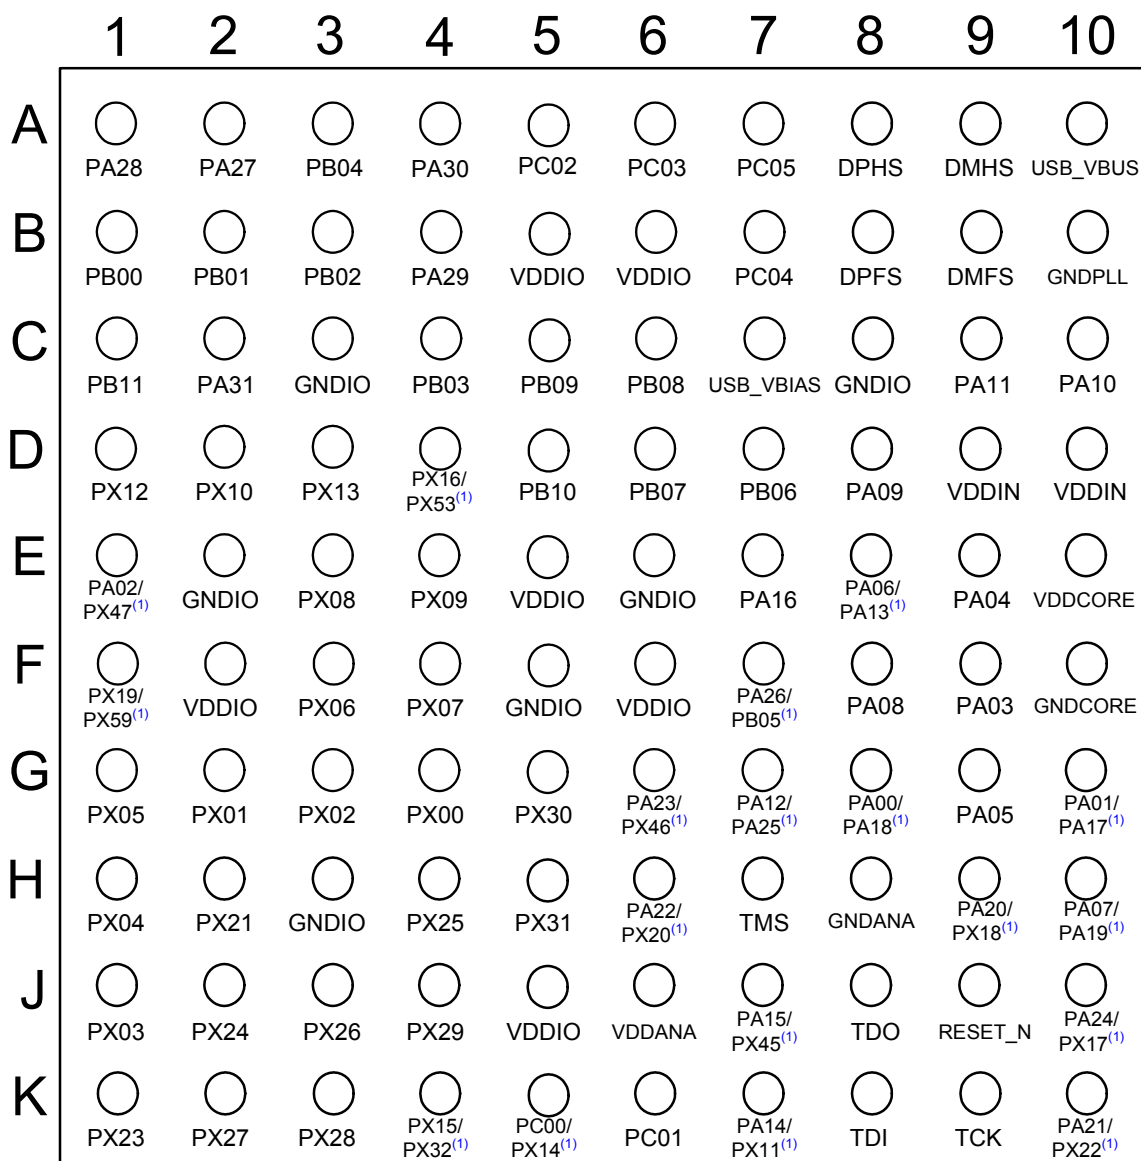 1 2 3 4 5 6 7 8 9 10
A
PA28 PA27 PB04 PA30 PC02 PC03 PC05 DPHS DMHS USB_VBUS
B
PB00 PB01 PB02 PA29 VDDIO VDDIO PC04 DPFS DMFS GNDPLL
C
PB11 PA31 GNDIO PB03 PB09 PB08 USB_VBIAS GNDIO PA11 PA10
D
PX12 PX10 PX13 PX16/ PX53(1) PB10 PB07 PB06 PA09 VDDIN VDDIN
E
PA02/ PX47(1) GNDIO PX08 PX09 VDDIO GNDIO PA16 PA06/ PA13(1) PA04 VDDCORE
F
PX19/ PX59(1) VDDIO PX06 PX07 GNDIO VDDIO PA26/ PB05(1) PA08 PA03 GNDCORE
G
PX05 PX01 PX02 PX00 PX30 PA23/ PX46(1) PA12/ PA25(1) PA00/ PA18(1) PA05 PA01/ PA17(1)
H
PX04 PX21 GNDIO PX25 PX31 PA22/ PX20(1) TMS GNDANA PA20/ PX18(1) PA07/ PA19(1)
J
PX03 PX24 PX26 PX29 VDDIO VDDANA PA15/ PX45(1) TDO RESET_N PA24/ PX17(1)
K
PX23 PX27 PX28 PX15/ PX32(1) PC00/ PX14(1) PC01 PA14/ PX11(1) TDI TCK PA21/ PX22(1)